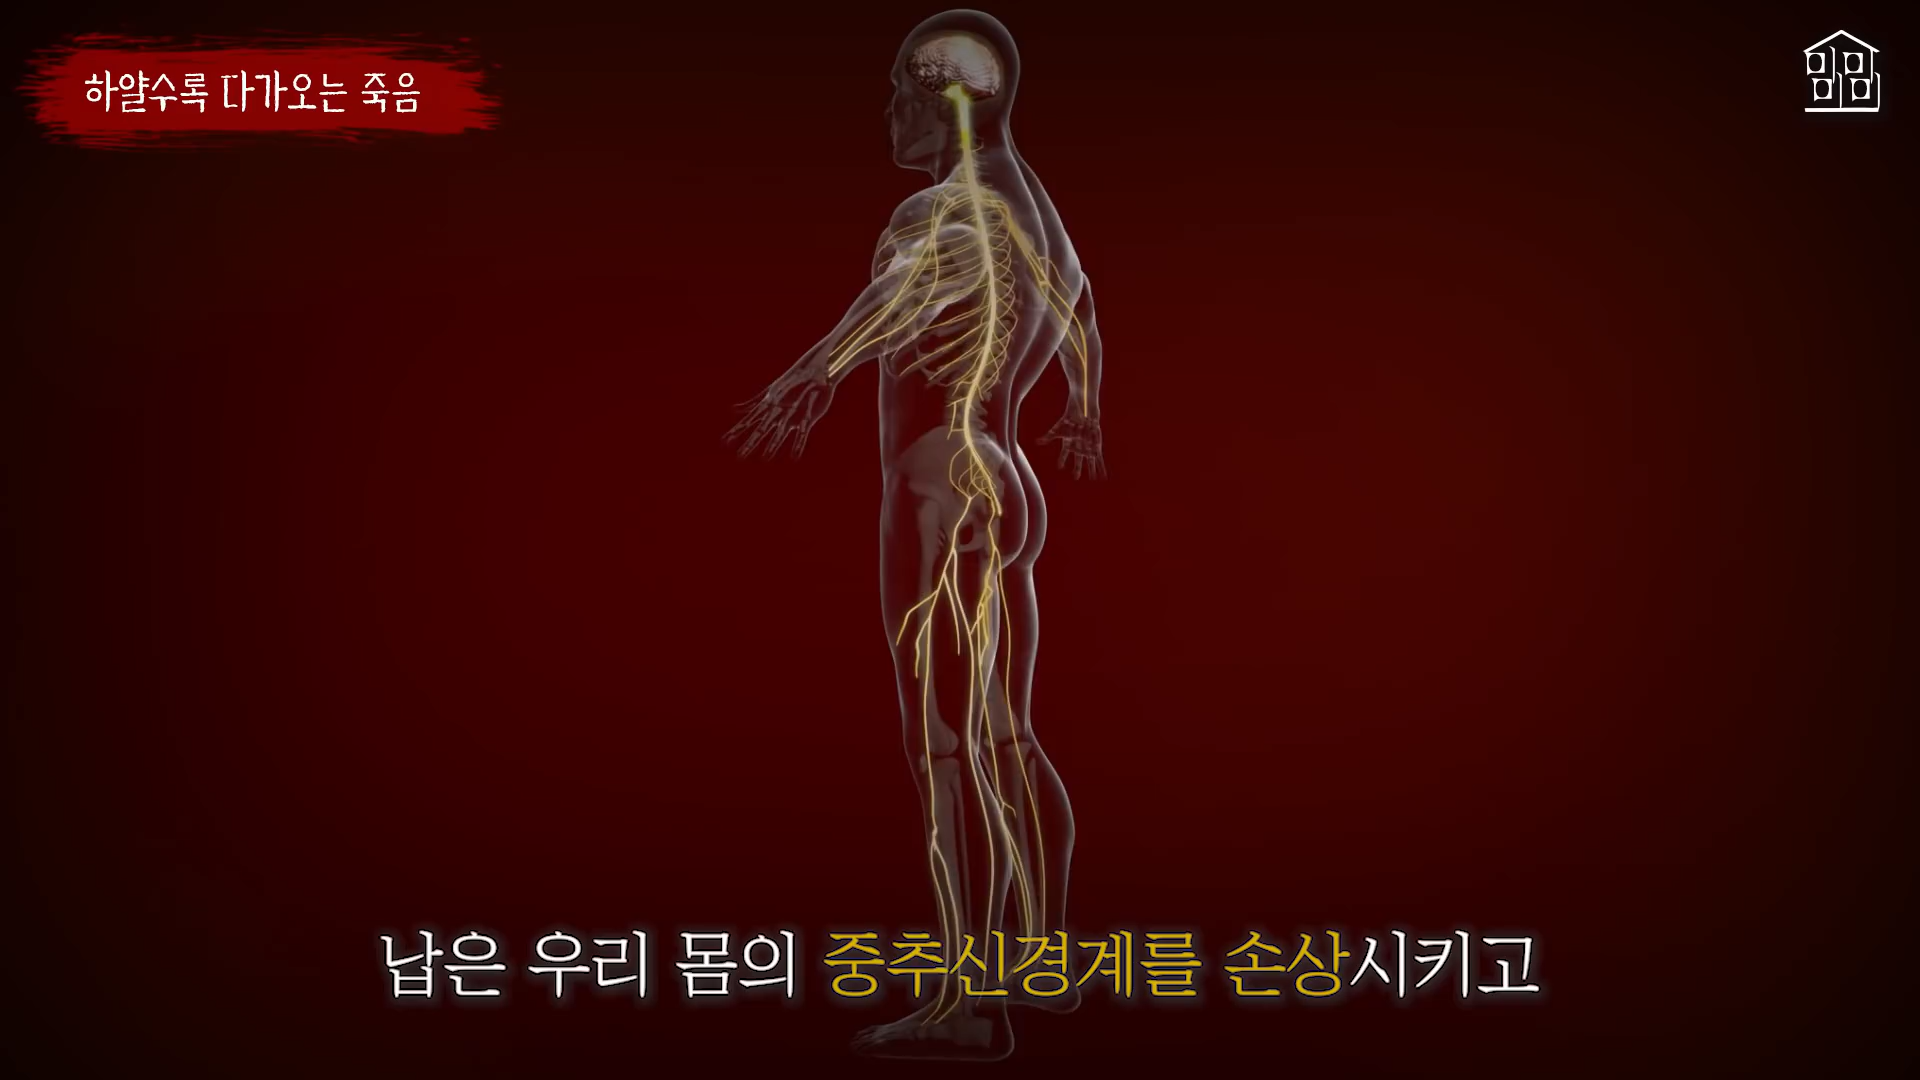 하얄수록 다가오는 죽음
납은 우리 몸의 중추신경계를 손상시키고